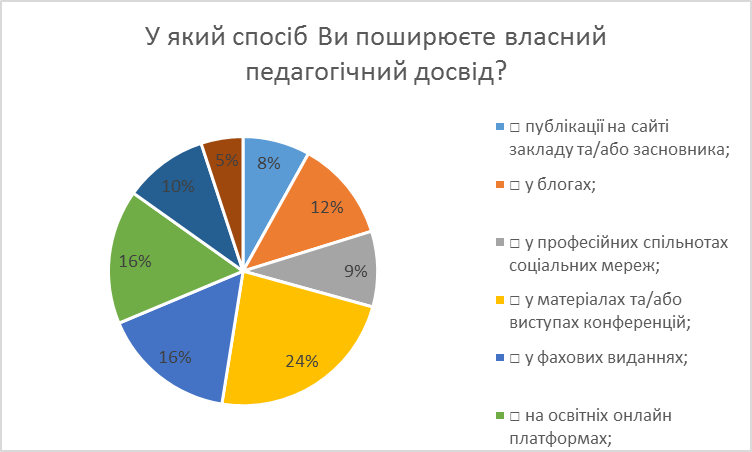 У який спосіб Ви поширюєте власний
педагогічний досвід?
8%
12%
9%
24%
16%
16%
10%
5%
□ публікації на сайті
закладу та/або засновника;
□ у блогах;
□ у професійних спільнотах
соціальних мереж;
□ у матеріалах та/або
виступах конференцій;
□ у фахових виданнях;
□ на освітніх онлайн
платформах;